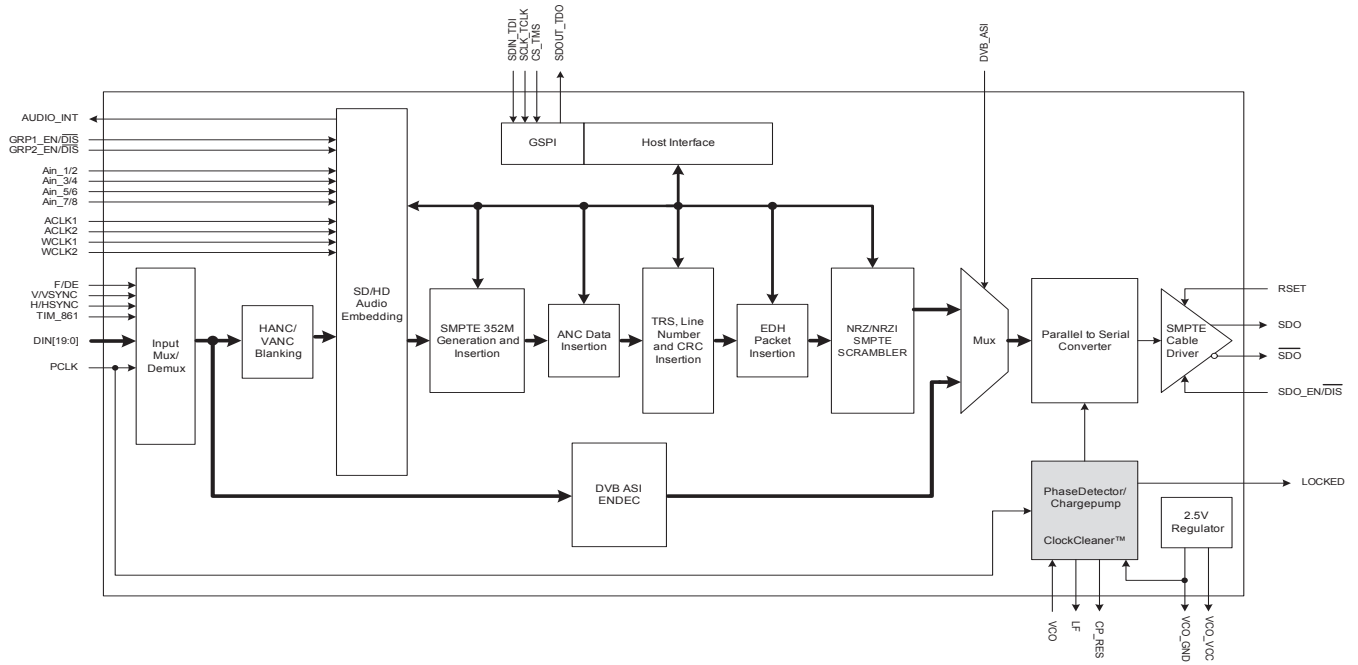 SDIN_TDI
SCLK_TCLK
CS_TMS
SDOUT_TDO
DVB_ASI
AUDIO_INT
GRP1_EN/DIS
GRP2_EN/DIS
Ain_1/2
Ain_3/4
Ain_5/6
Ain_7/8
ACLK1
ACLK2
WCLK1
WCLK2
F/DE
V/VSYNC
H/HSYNC
TIM_861
DIN[19:0]
PCLK
GSPI
Host Interface
Input
Mux/
Demux
HANC/
VANC
Blanking
SD/HD
Audio
Embedding
SMPTE 352M
Generation and
Insertion
ANC Data
Insertion
TRS, Line
Number
and CRC
Insertion
EDH
Packet
Insertion
NRZ/NRZI
SMPTE
SCRAMBLER
Mux
Parallel to Serial
Converter
SMPTE
Cable
Driver
RSET
SDO
SDO
SDO_EN/DIS
DVB ASI
ENDEC
PhaseDetector/
Chargepump
ClockCleaner™
2.5V
Regulator
LOCKED
VCO
LF
CP_RES
VCO_GND
VCO_VCC